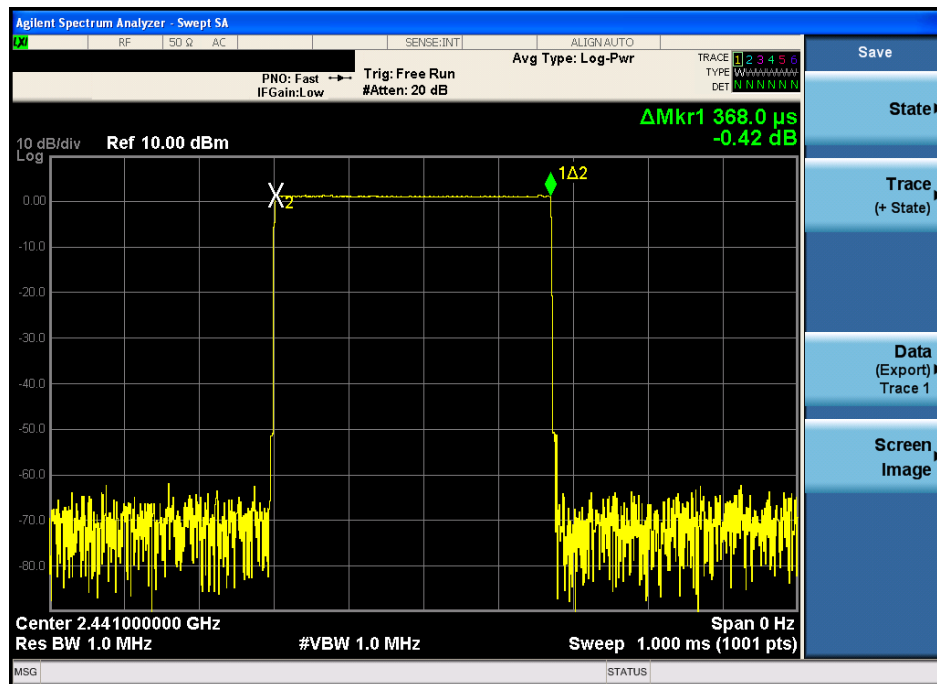 Agilent Spectrum Analyzer - Swept SA
LXI RF 50 Ω AC SENSE:INT ALIGN AUTO
Avg Type: Log-Pwr
TRACE 1 2 3 4 5 6
PNO: Fast Trig: Free Run
TYPE WWWWWW
IFGain:Low #Atten: 20 dB
DET N N N N N N
ΔMkr1 368.0 µs
-0.42 dB
10 dB/div Ref 10.00 dBm
Log
1Δ2
X2
0.00
-10.0
-20.0
-30.0
-40.0
-50.0
-60.0
-70.0
-80.0
Center 2.441000000 GHz Span 0 Hz
Res BW 1.0 MHz #VBW 1.0 MHz Sweep 1.000 ms (1001 pts)
MSG STATUS
Save
State
Trace
(+ State)
Data
(Export)
Trace 1
Screen
Image